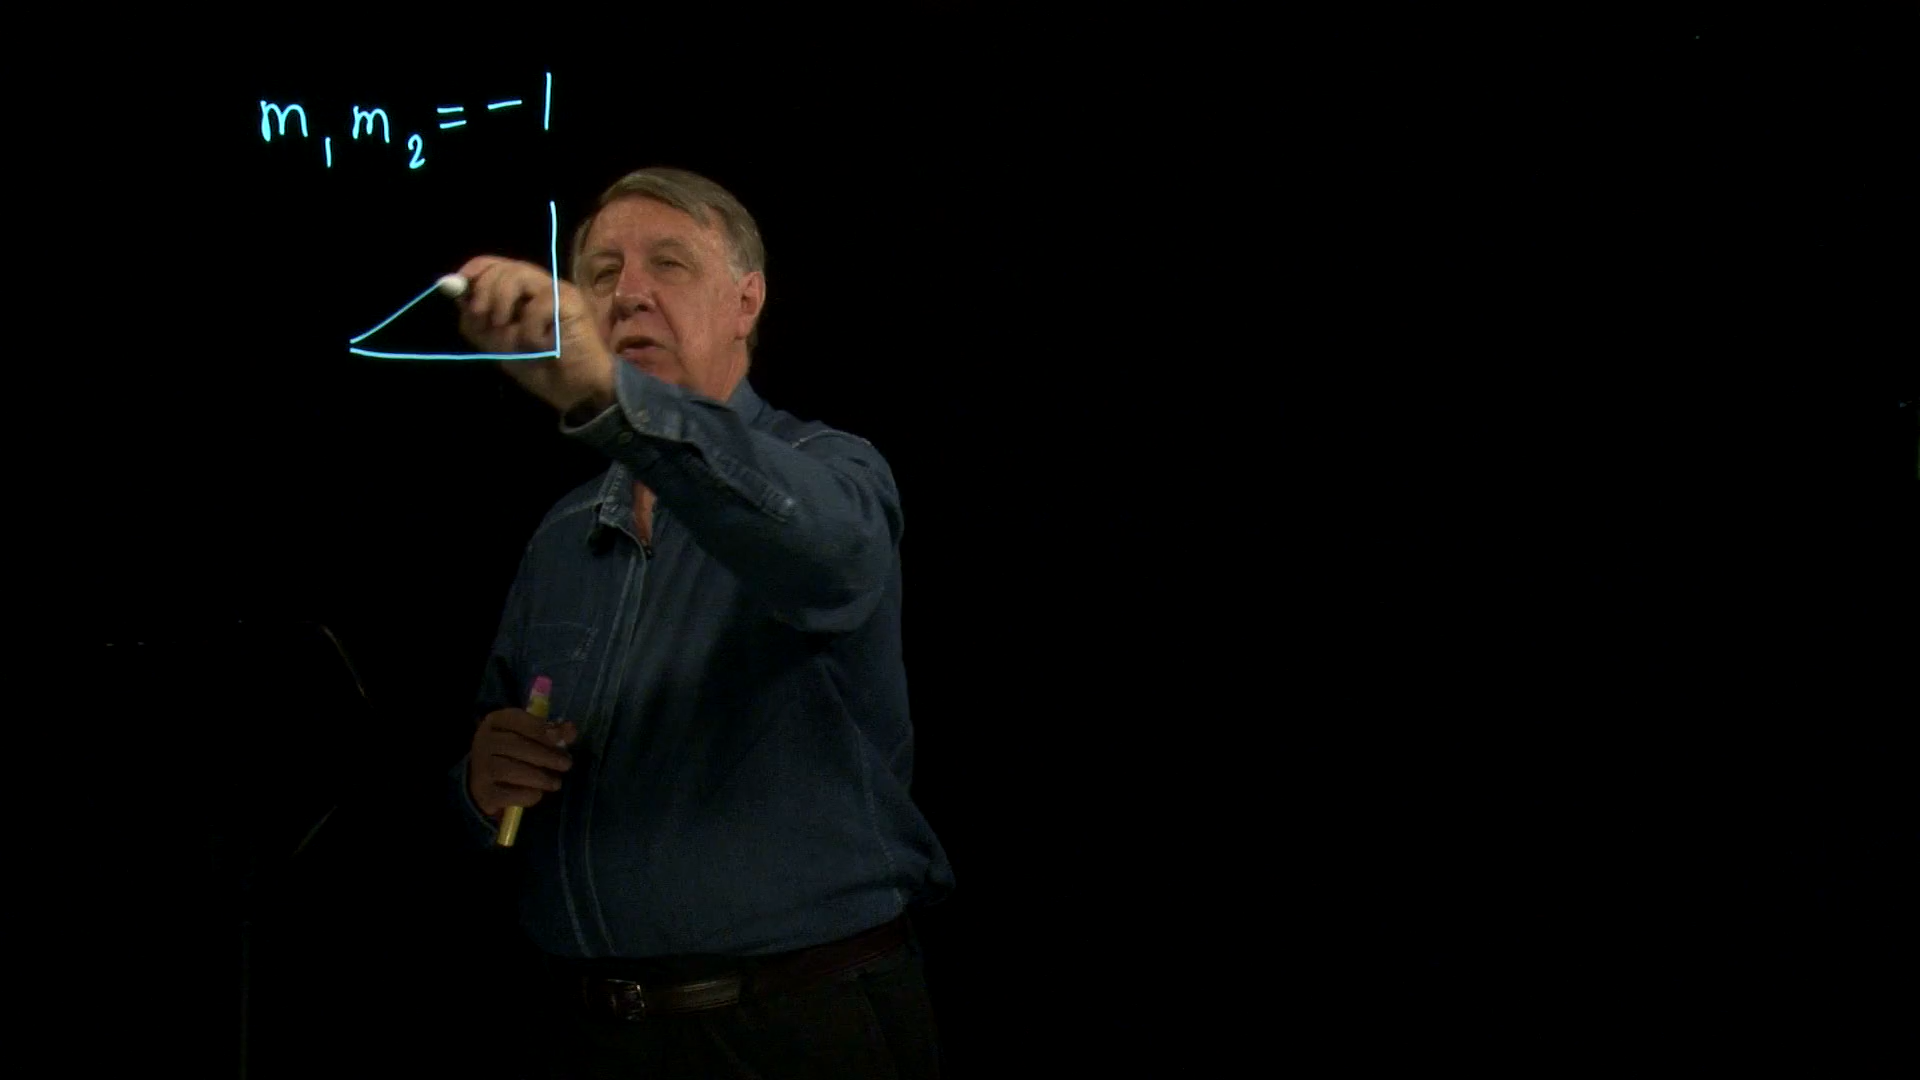 m₁m₂ = -1